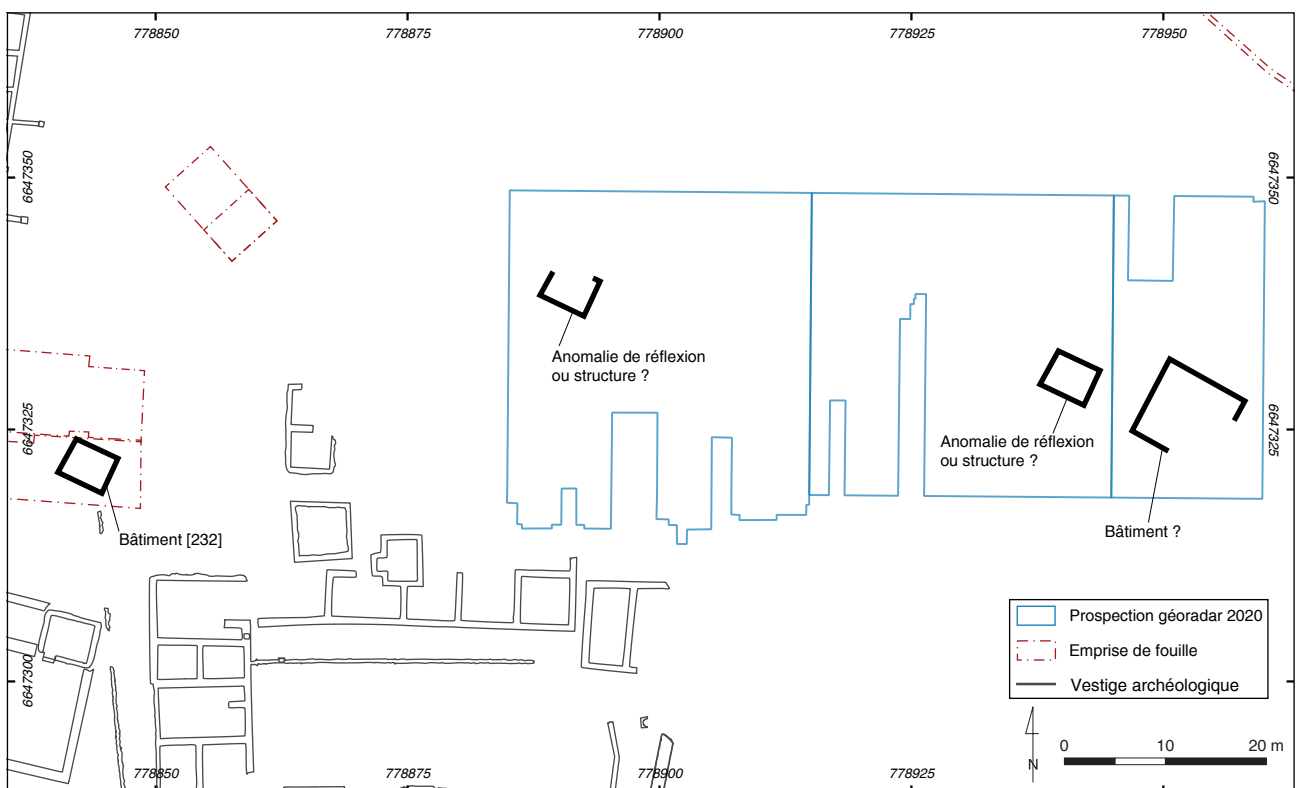 778850
778875
778900
778925
778950
6647350
6647350
Anomalie de réflexion
ou structure ?
6647325
6647325
Anomalie de réflexion
ou structure ?
Bâtiment [232]
Bâtiment ?
Prospection géoradar 2020
Emprise de fouille
Vestige archéologique
6647300
N
0
10
20 m
778850
778875
778900
778925